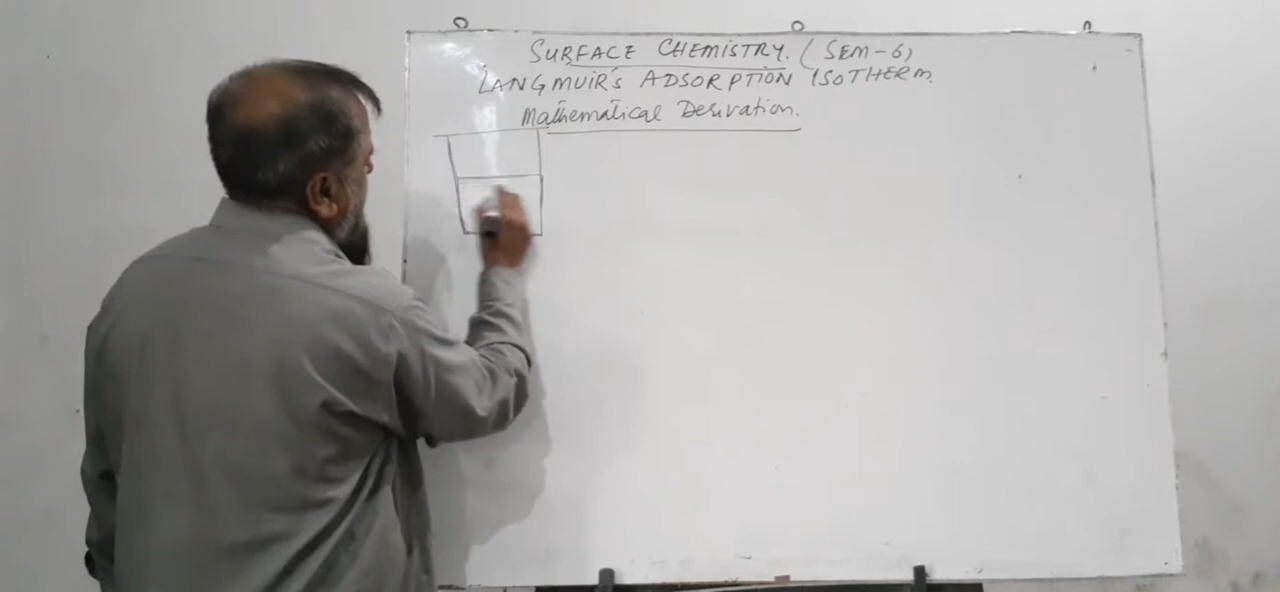 SURFACE CHEMISTRY. (SEM-6)
LANGMUIR'S ADSORPTION ISOTHERM.
Mathematical Derivation.